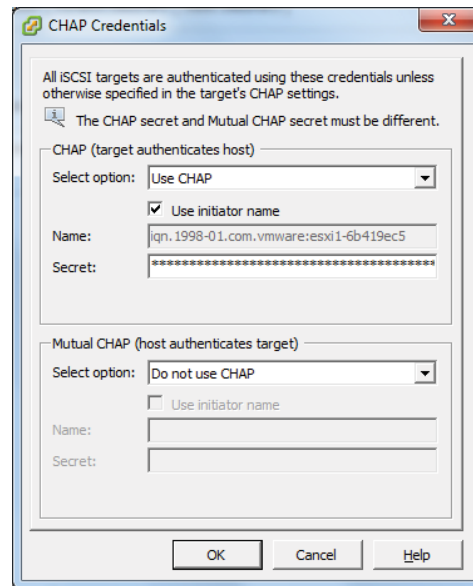 CHAP Credentials
x
All iSCSI targets are authenticated using these credentials unless
otherwise specified in the target's CHAP settings.
The CHAP secret and Mutual CHAP secret must be different.
CHAP (target authenticates host)
Select option: Use CHAP
Use initiator name
Name: iqn.1998-01.com.vmware:esxi1-6b419ec5
Secret: ****************************************
Mutual CHAP (host authenticates target)
Select option: Do not use CHAP
Use initiator name
Name:
Secret:
OK Cancel Help